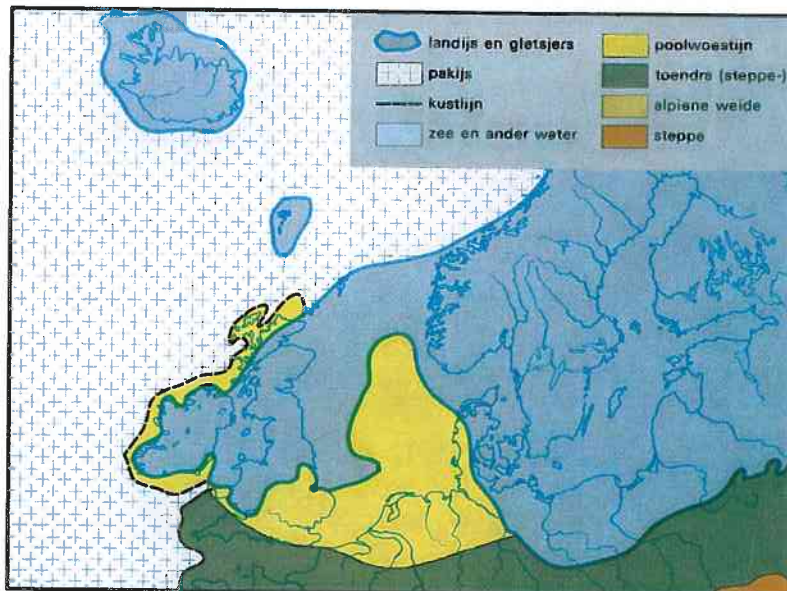 landijs en gletsjers
pakijs
kustlijn
zee en ander water
poolwoestijn
toendra (steppe-)
alpiene weide
steppe